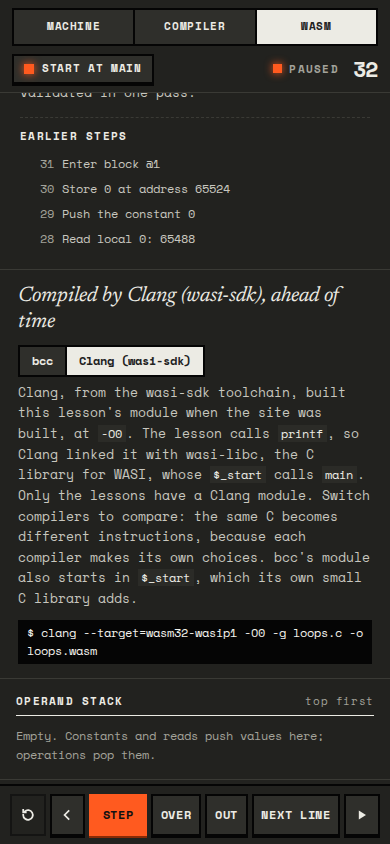 MACHINE COMPILER WASM
START AT MAIN PAUSED 32
validated in one pass.
EARLIER STEPS
31 Enter block @1
30 Store 0 at address 65524
29 Push the constant 0
28 Read local 0: 65488
Compiled by Clang (wasi-sdk), ahead of
time
bcc Clang (wasi-sdk)
Clang, from the wasi-sdk toolchain, built
this lesson's module when the site was
built, at -O0. The lesson calls printf, so
Clang linked it with wasi-libc, the C
library for WASI, whose $_start calls main.
Only the lessons have a Clang module. Switch
compilers to compare: the same C becomes
different instructions, because each
compiler makes its own choices. bcc's module
also starts in $_start, which its own small
C library adds.
$ clang --target=wasm32-wasip1 -O0 -g loops.c -o
loops.wasm
OPERAND STACK top first
Empty. Constants and reads push values here;
operations pop them.
STEP OVER OUT NEXT LINE